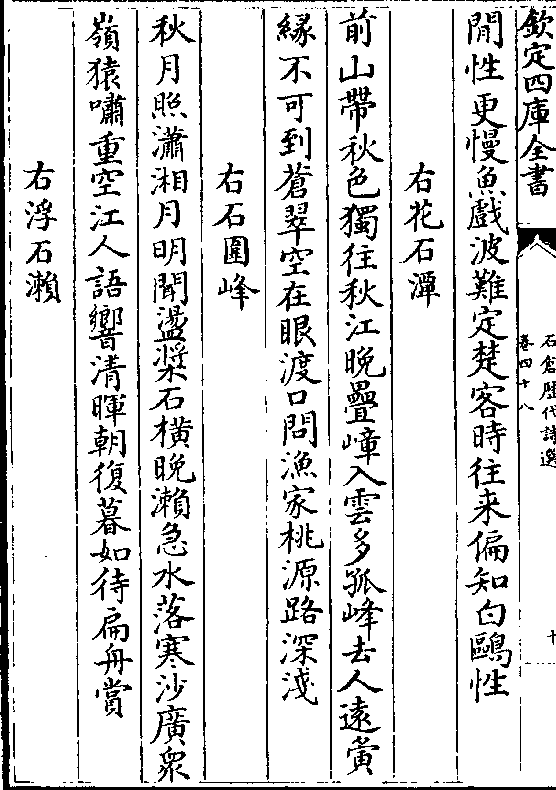 欽定四庫全書
石倉歷代詩選
卷四十八
十
閒性更慢魚戲波難定楚客時往来偏知白鷗性
右花石潭
前山帶秋色獨往秋江晚疊嶂入雲多孤峰去人遠夤
緣不可到蒼翠空在眼渡口問漁家桃源路深淺
右石圍峰
秋月照瀟湘月明聞盪槳石橫晚瀨急水落寒沙廣衆
嶺猿嘯重空江人語響清暉朝復暮如待扁舟賞
右浮石瀨